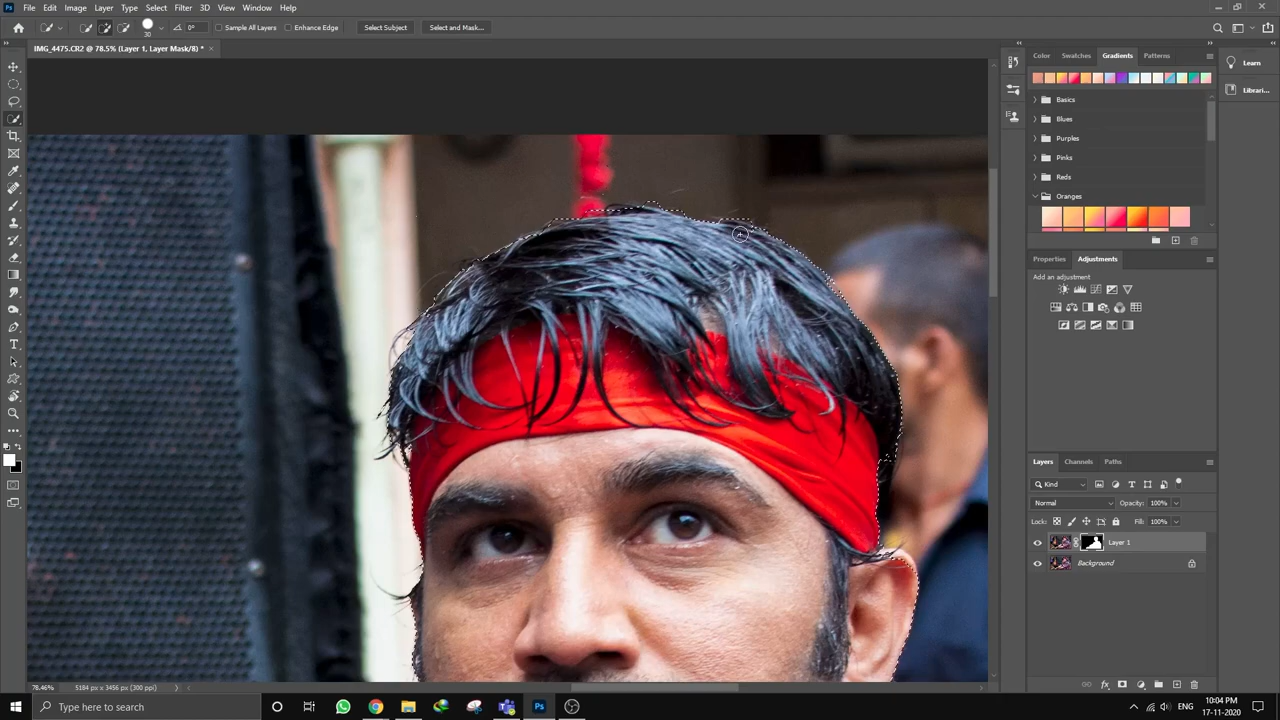 File Edit Image Layer Type Select Filter 3D View Window Help
30 0° Sample All Layers Enhance Edge Select Subject Select and Mask...
IMG_4475.CR2 @ 78.5% (Layer 1, Layer Mask/8) *
Color Swatches Gradients Patterns
Learn
Librari...
Basics
Blues
Purples
Pinks
Reds
Oranges
Properties Adjustments
Add an adjustment
Layers Channels Paths
Kind
Normal Opacity: 100%
Lock: Fill: 100%
Layer 1
Background
78.46% 5184 px x 3456 px (300 ppi)
Type here to search
10:04 PM
17-11-2020